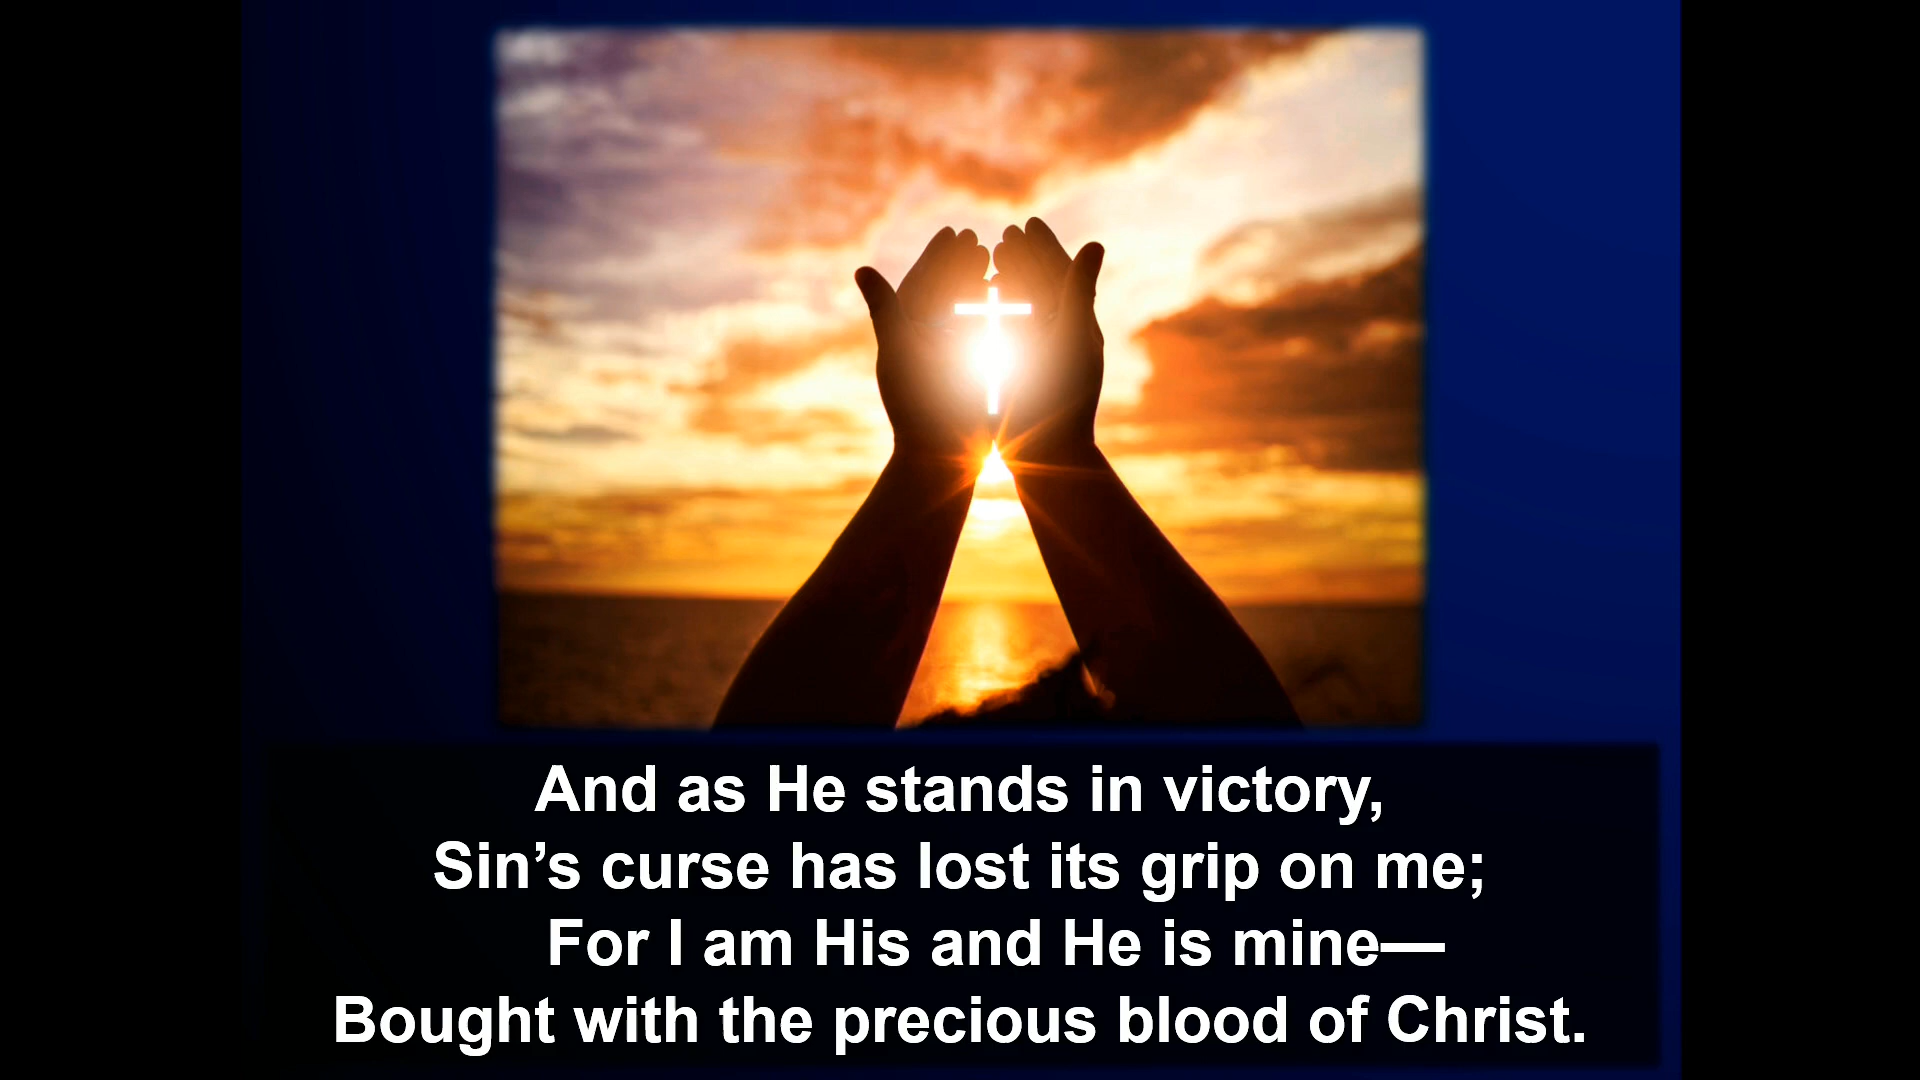 And as He stands in victory,
Sin’s curse has lost its grip on me;
For I am His and He is mine—
Bought with the precious blood of Christ.